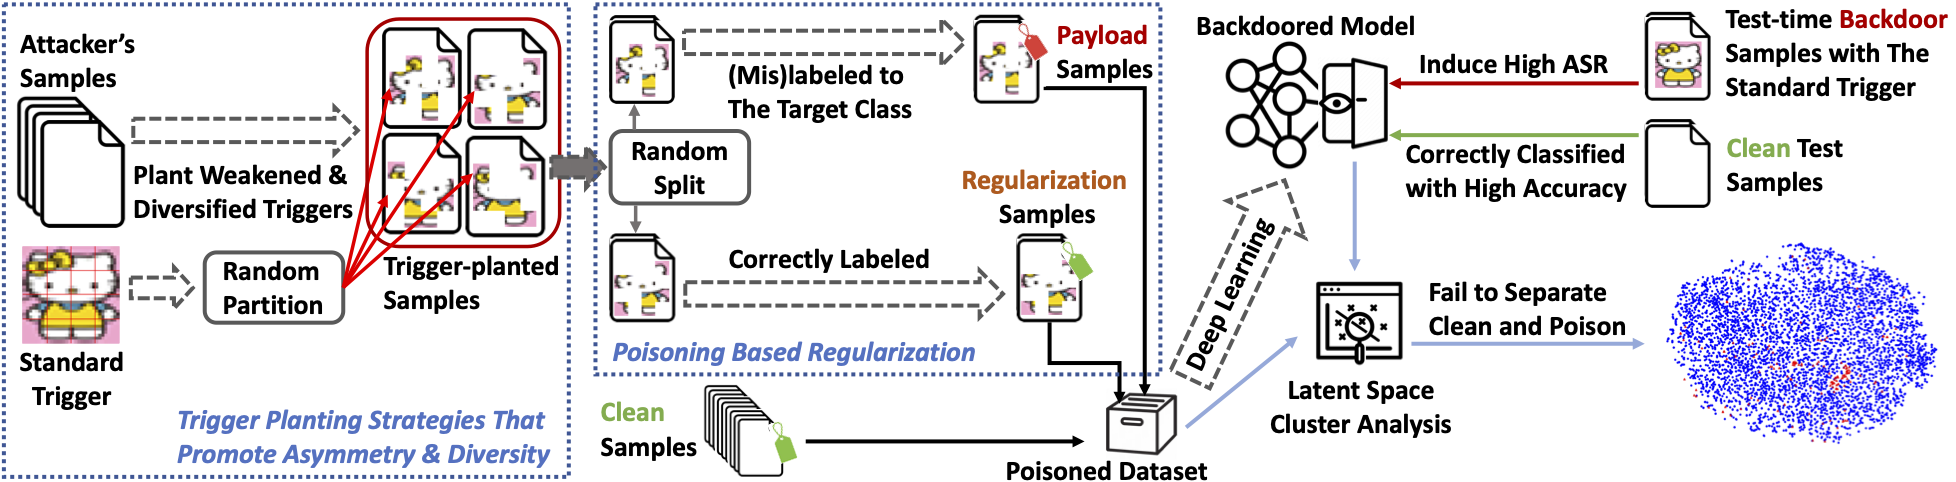 Attacker's
Samples
Plant Weakened &
Diversified Triggers
Standard
Trigger
Random
Partition
Trigger-planted
Samples
Trigger Planting Strategies That
Promote Asymmetry & Diversity
Random
Split
(Mis)labeled to
The Target Class
Payload
Samples
Correctly Labeled
Regularization
Samples
Poisoning Based Regularization
Clean
Samples
Poisoned Dataset
Deep Learning
Backdoored Model
Induce High ASR
Test-time Backdoor
Samples with The
Standard Trigger
Correctly Classified
with High Accuracy
Clean Test
Samples
Latent Space
Cluster Analysis
Fail to Separate
Clean and Poison